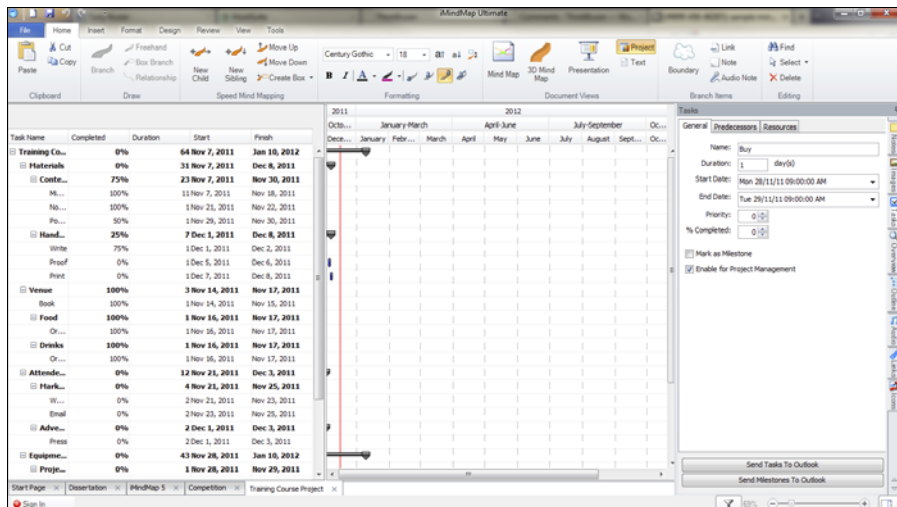 iMindMap Ultimate
File Home Insert Format Design Review View Tools
Paste
Cut
Copy
Clipboard
Branch
Freehand
Box Branch
Relationship
Draw
New Child
New Sibling
Move Up
Move Down
Create Box
Speed Mind Mapping
Century Gothic 18
B I A
Formatting
Mind Map
3D Mind Map
Presentation
Project
Text
Document Views
Boundary
Link
Note
Audio Note
Branch Items
Find
Select
Delete
Editing
2011 2012
Octo... January-March April-June July-September Oc...
Task Name Completed Duration Start Finish
Dece... January Febr... March April May June July August Sept... Oc...
Training Co... 0% 64 Nov 7, 2011 Jan 10, 2012
Materials 0% 31 Nov 7, 2011 Dec 8, 2011
Conte... 75% 23 Nov 7, 2011 Nov 30, 2011
Mi... 100% 11 Nov 7, 2011 Nov 18, 2011
No... 100% 1 Nov 21, 2011 Nov 22, 2011
Po... 50% 1 Nov 29, 2011 Nov 30, 2011
Hand... 25% 7 Dec 1, 2011 Dec 8, 2011
Write 75% 1 Dec 1, 2011 Dec 2, 2011
Proof 0% 1 Dec 5, 2011 Dec 6, 2011
Print 0% 1 Dec 7, 2011 Dec 8, 2011
Venue 100% 3 Nov 14, 2011 Nov 17, 2011
Book 100% 1 Nov 14, 2011 Nov 15, 2011
Food 100% 1 Nov 16, 2011 Nov 17, 2011
Or... 100% 1 Nov 16, 2011 Nov 17, 2011
Drinks 100% 1 Nov 16, 2011 Nov 17, 2011
Or... 100% 1 Nov 16, 2011 Nov 17, 2011
Attende... 0% 12 Nov 21, 2011 Dec 3, 2011
Mark... 0% 4 Nov 21, 2011 Nov 25, 2011
W... 0% 2 Nov 21, 2011 Nov 23, 2011
Email 0% 2 Nov 23, 2011 Nov 25, 2011
Adve... 0% 2 Dec 1, 2011 Dec 3, 2011
Press 0% 2 Dec 1, 2011 Dec 3, 2011
Equipme... 0% 43 Nov 28, 2011 Jan 10, 2012
Proje... 0% 1 Nov 28, 2011 Nov 29, 2011
Tasks
General Predecessors Resources
Name: Buy
Duration: 1 day(s)
Start Date: Mon 28/11/11 09:00:00 AM
End Date: Tue 29/11/11 09:00:00 AM
Priority: 0
% Completed: 0
Mark as Milestone
Enable for Project Management
Send Tasks To Outlook
Send Milestones To Outlook
Notes
Images
Tasks
Overview
Outline
Audio
Links
Icons
Start Page Dissertation iMindMap 5 Competition Training Course Project
Sign In